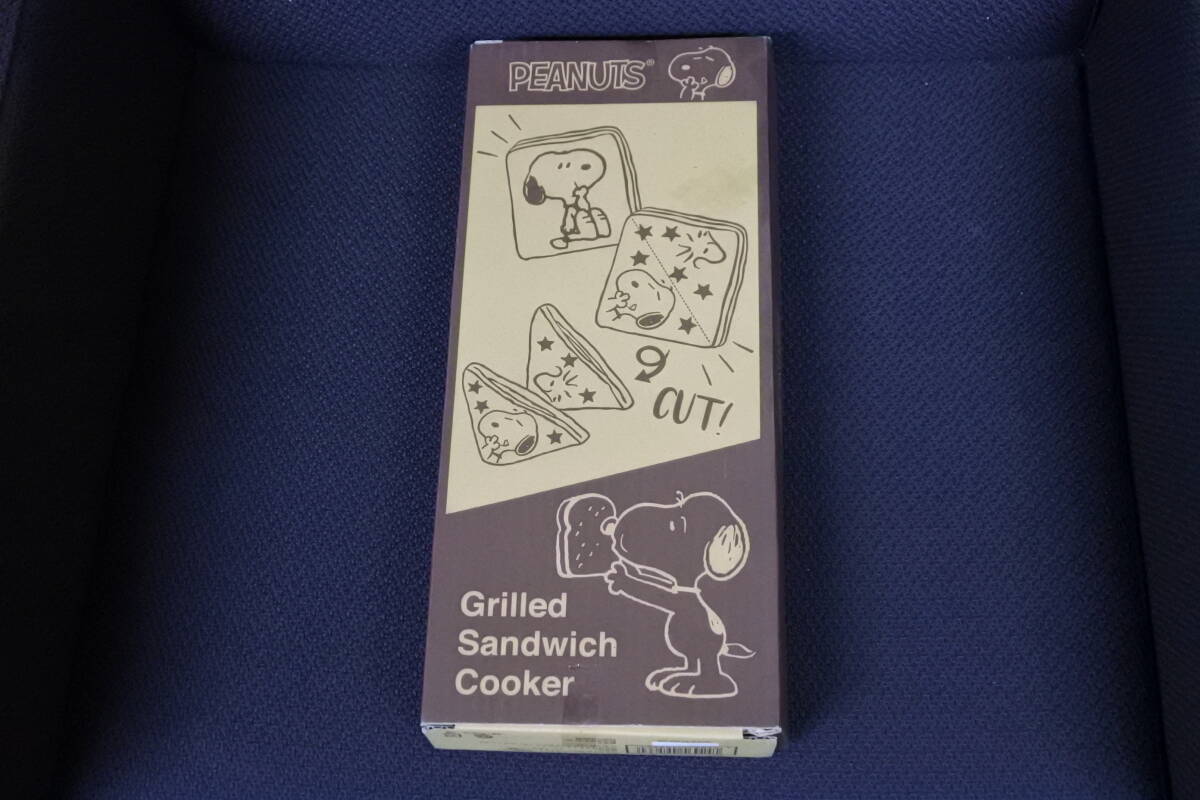 PEANUTS®
CUT!
Grilled
Sandwich
Cooker